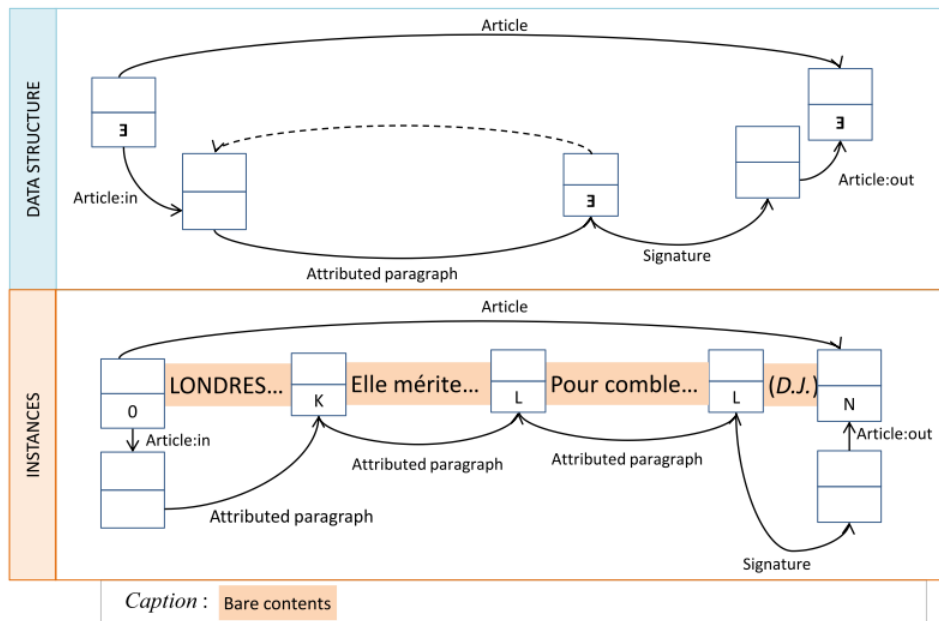 DATA STRUCTURE
Article
∃
∃
Article:in
∃
Article:out
Signature
Attributed paragraph
INSTANCES
Article
LONDRES... Elle mérite... Pour comble... (D.J.)
0 K L L N
Article:in
Article:out
Attributed paragraph
Attributed paragraph
Attributed paragraph
Signature
Caption : Bare contents